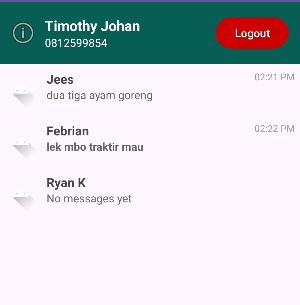 Timothy Johan
0812599854
Logout
Jees
02:21 PM
dua tiga ayam goreng
Febrian
02:22 PM
lek mbo traktir mau
Ryan K
No messages yet